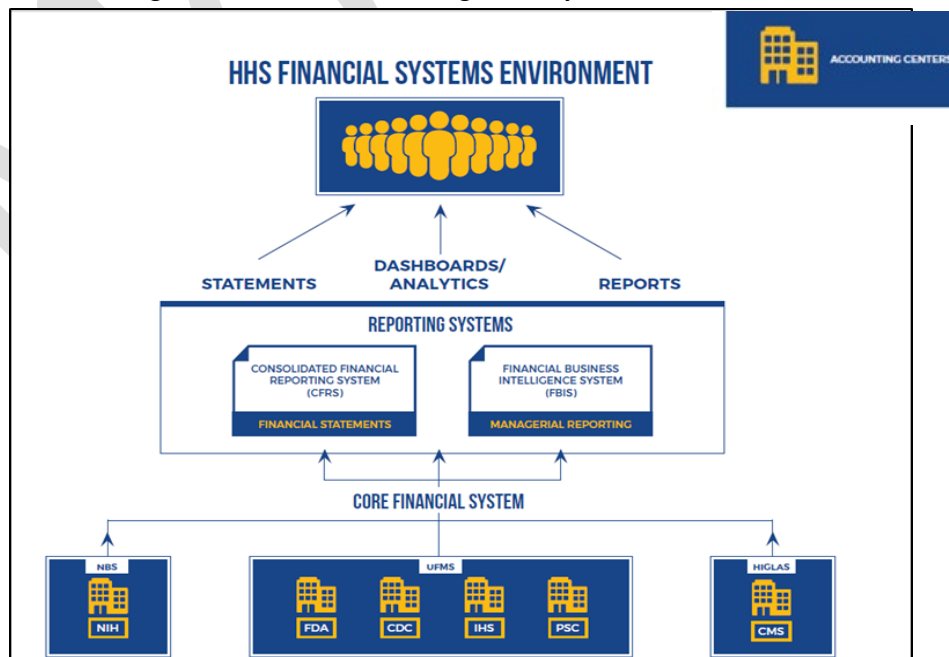 HHS FINANCIAL SYSTEMS ENVIRONMENT
ACCOUNTING CENTERS
STATEMENTS
DASHBOARDS/
ANALYTICS
REPORTS
REPORTING SYSTEMS
CONSOLIDATED FINANCIAL
REPORTING SYSTEM
(CFRS)
FINANCIAL STATEMENTS
FINANCIAL BUSINESS
INTELLIGENCE SYSTEM
(FBIS)
MANAGERIAL REPORTING
CORE FINANCIAL SYSTEM
NBS
NIH
UFMS
FDA
CDC
IHS
PSC
HIGLAS
CMS